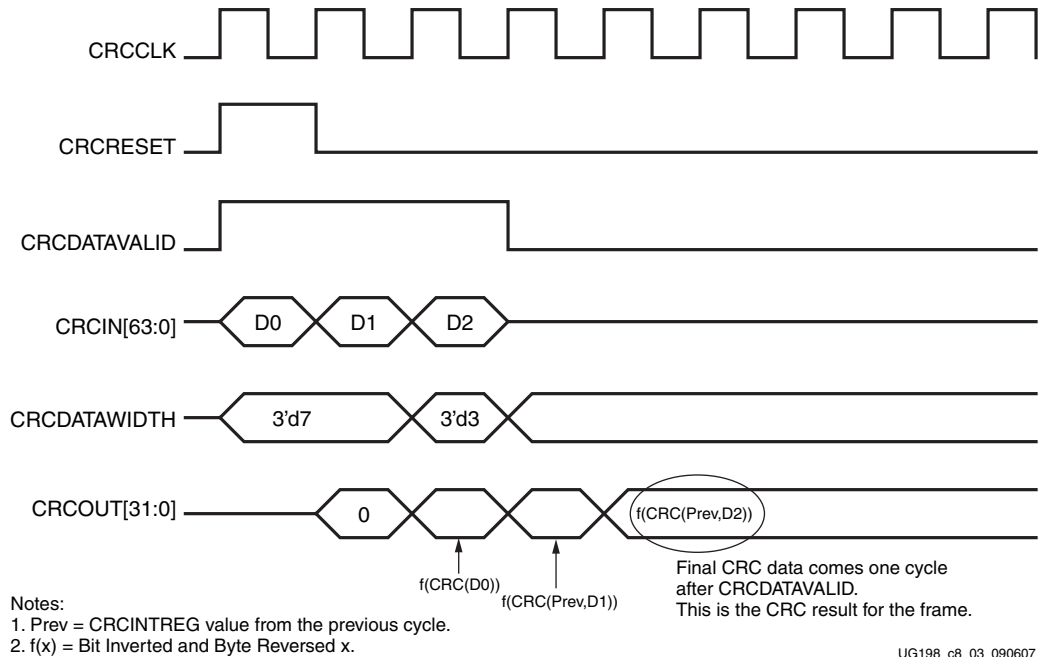 CRCCLK
CRCRESET
CRCDATAVALID
CRCIN[63:0]
D0
D1
D2
CRCDATAWIDTH
3'd7
3'd3
CRCOUT[31:0]
0
f(CRC(Prev,D2))
f(CRC(D0))
f(CRC(Prev,D1))
Final CRC data comes one cycle
after CRCDATAVALID.
This is the CRC result for the frame.
Notes:
1. Prev = CRCINTREG value from the previous cycle.
2. f(x) = Bit Inverted and Byte Reversed x.
UG198_c8_03_090607